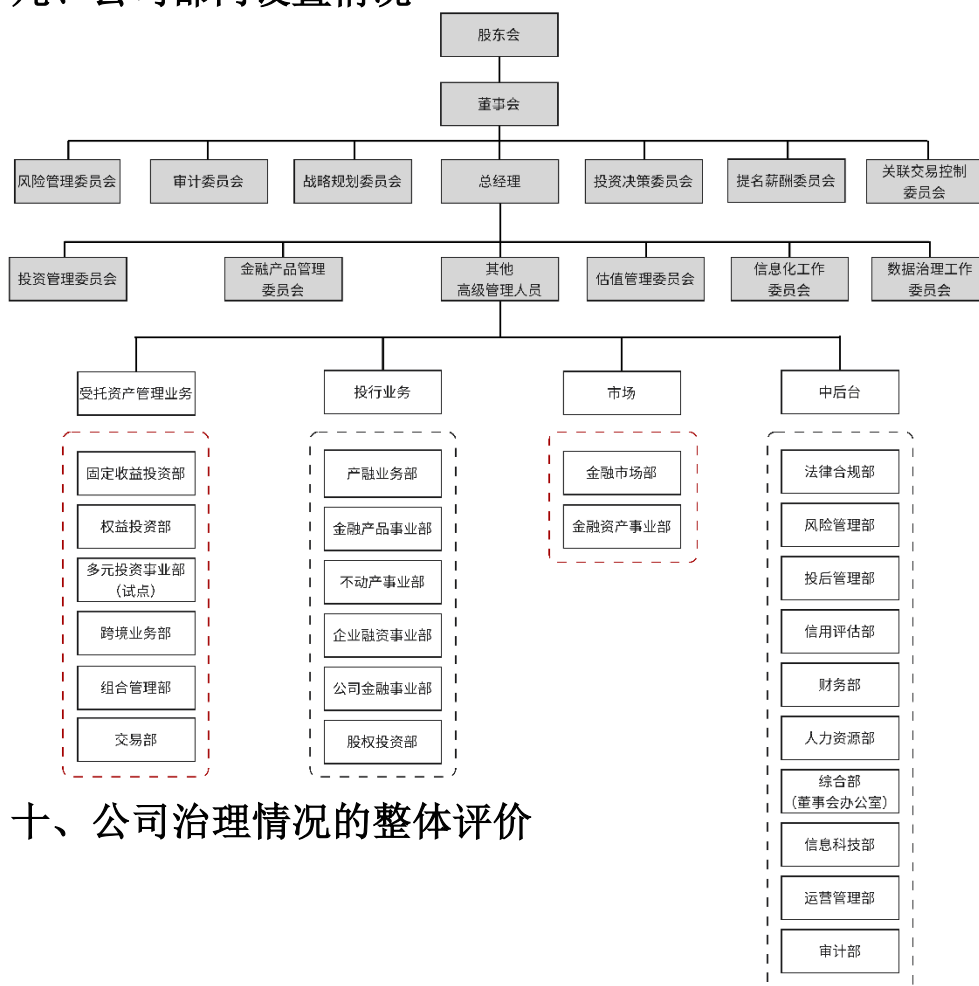 九、公司部门设置情况
股东会
董事会
风险管理委员会
审计委员会
战略规划委员会
总经理
投资决策委员会
提名薪酬委员会
关联交易控制
委员会
投资管理委员会
金融产品管理
委员会
其他
高级管理人员
估值管理委员会
信息化工作
委员会
数据治理工作
委员会
受托资产管理业务
投行业务
市场
中后台
固定收益投资部
权益投资部
多元投资事业部
（试点）
跨境业务部
组合管理部
交易部
产融业务部
金融产品事业部
不动产事业部
企业融资事业部
公司金融事业部
股权投资部
金融市场部
金融资产事业部
法律合规部
风险管理部
投后管理部
信用评估部
财务部
人力资源部
综合部
（董事会办公室）
信息科技部
运营管理部
审计部
十、公司治理情况的整体评价